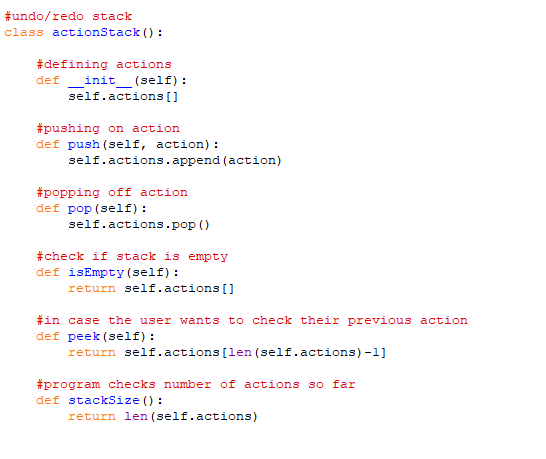 #undo/redo stack
class actionStack():
#defining actions
def __init__(self):
self.actions[]
#pushing on action
def push(self, action):
self.actions.append(action)
#popping off action
def pop(self):
self.actions.pop()
#check if stack is empty
def isEmpty(self):
return self.actions[]
#in case the user wants to check their previous action
def peek(self):
return self.actions[len(self.actions)-1]
#program checks number of actions so far
def stackSize():
return len(self.actions)